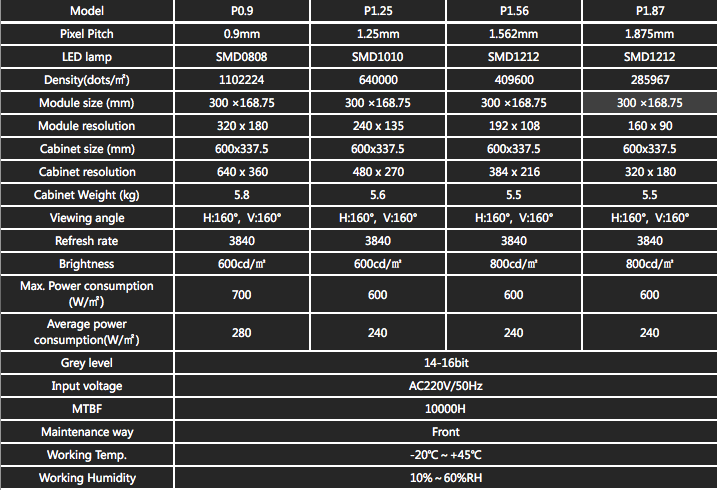 Model P0.9 P1.25 P1.56 P1.87
Pixel Pitch 0.9mm 1.25mm 1.562mm 1.875mm
LED lamp SMD0808 SMD1010 SMD1212 SMD1212
Density(dots/㎡) 1102224 640000 409600 285967
Module size (mm) 300 ×168.75 300 ×168.75 300 ×168.75 300 ×168.75
Module resolution 320 x 180 240 x 135 192 x 108 160 x 90
Cabinet size (mm) 600x337.5 600x337.5 600x337.5 600x337.5
Cabinet resolution 640 x 360 480 x 270 384 x 216 320 x 180
Cabinet Weight (kg) 5.8 5.6 5.5 5.5
Viewing angle H:160°, V:160° H:160°, V:160° H:160°, V:160° H:160°, V:160°
Refresh rate 3840 3840 3840 3840
Brightness 600cd/㎡ 600cd/㎡ 800cd/㎡ 800cd/㎡
Max. Power consumption
(W/㎡) 700 600 600 600
Average power
consumption(W/㎡) 280 240 240 240
Grey level 14-16bit
Input voltage AC220V/50Hz
MTBF 10000H
Maintenance way Front
Working Temp. -20℃ ~ +45℃
Working Humidity 10% ~ 60%RH